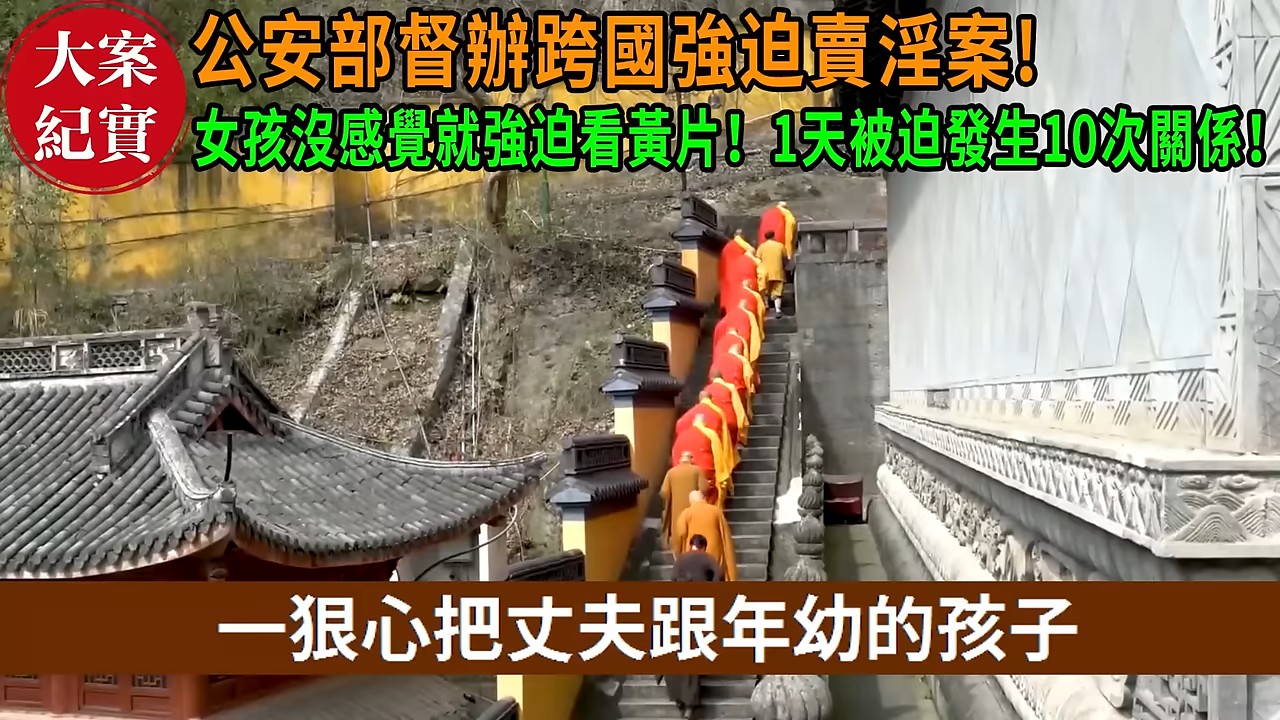 大案
紀實
公安部督辦跨國強迫賣淫案!
女孩沒感覺就強迫看黃片!1天被迫發生10次關係!
一狠心把丈夫跟年幼的孩子